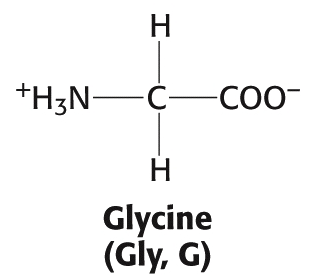 H
⁺H₃N—C—COO⁻
H
Glycine
(Gly, G)